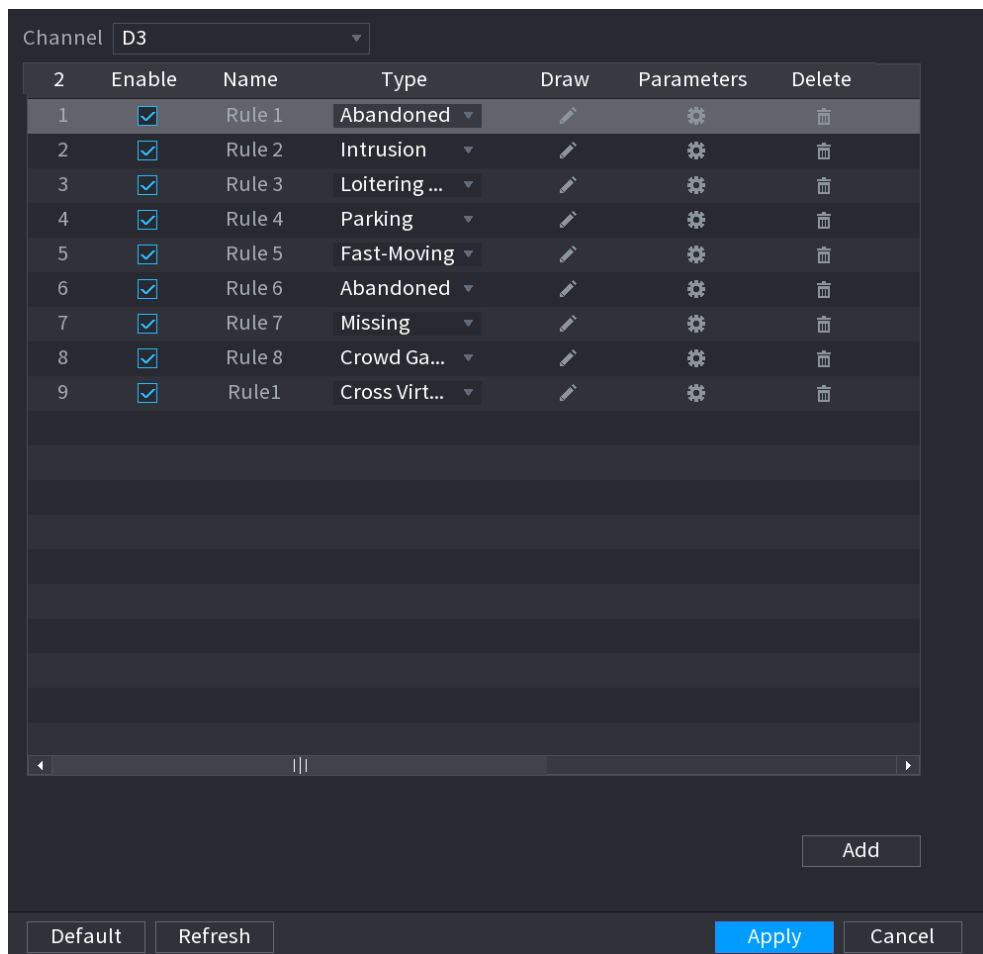 Channel D3
2 Enable Name Type Draw Parameters Delete
1 Rule 1 Abandoned
2 Rule 2 Intrusion
3 Rule 3 Loitering ...
4 Rule 4 Parking
5 Rule 5 Fast-Moving
6 Rule 6 Abandoned
7 Rule 7 Missing
8 Rule 8 Crowd Ga...
9 Rule1 Cross Virt...
Add
Default Refresh Apply Cancel